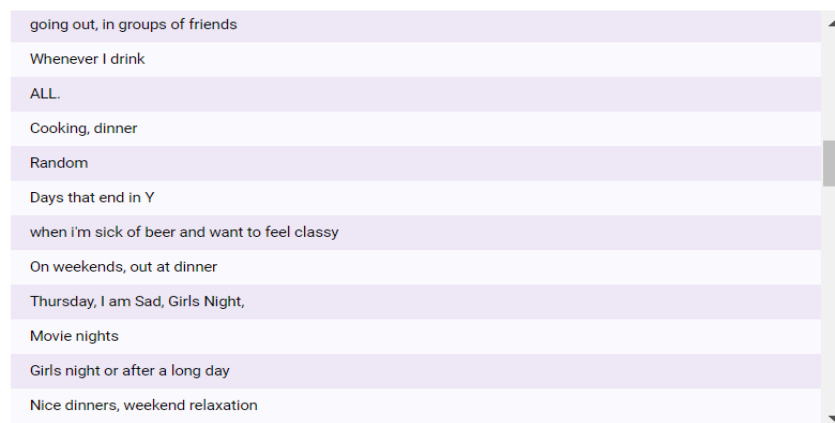 going out, in groups of friends
Whenever I drink
ALL.
Cooking, dinner
Random
Days that end in Y
when i'm sick of beer and want to feel classy
On weekends, out at dinner
Thursday, I am Sad, Girls Night,
Movie nights
Girls night or after a long day
Nice dinners, weekend relaxation